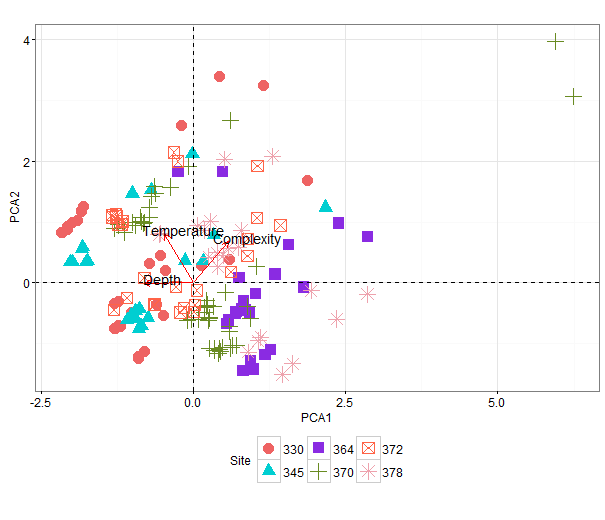 4
PCA2
2
Temperature
Complexity
0
Depth
-2.5 0.0 2.5 5.0
PCA1
Site 330 364 372
345 370 378